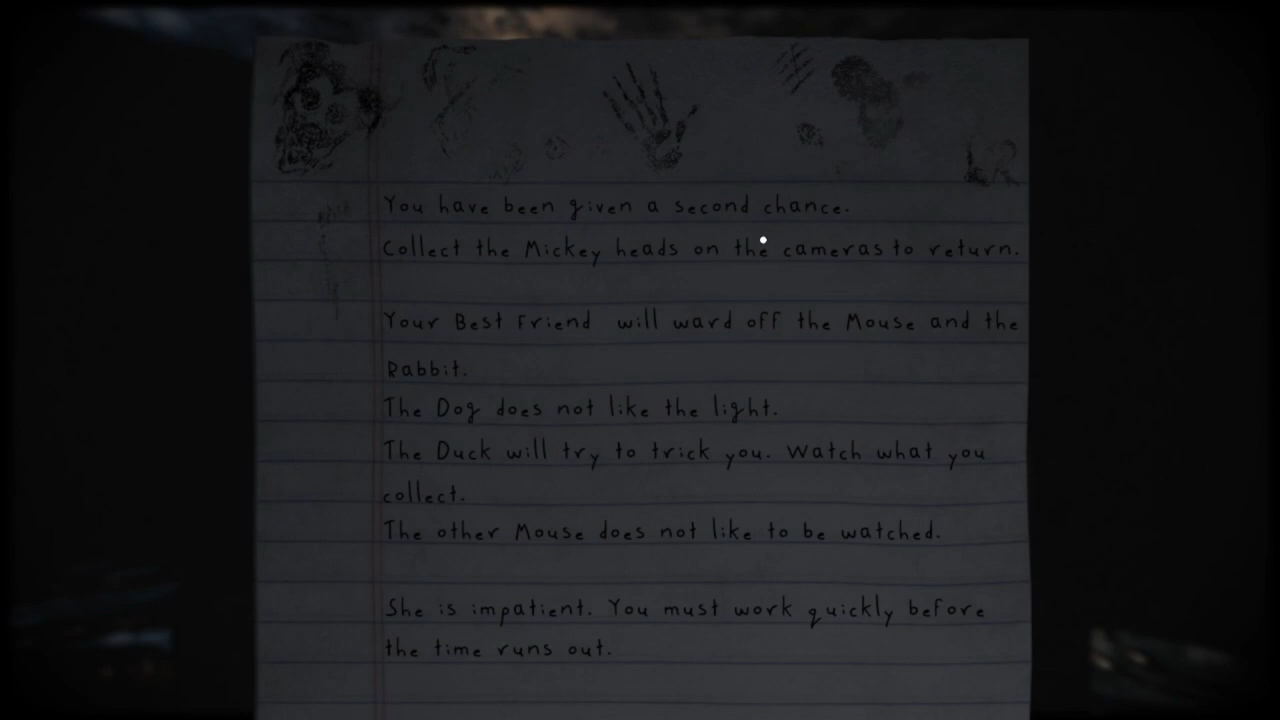 You have been given a second chance.
Collect the Mickey heads on the cameras to return.
Your Best Friend will ward off the Mouse and the
Rabbit.
The Dog does not like the light.
The Duck will try to trick you. Watch what you
collect.
The other Mouse does not like to be watched.
She is impatient. You must work quickly before
the time runs out.